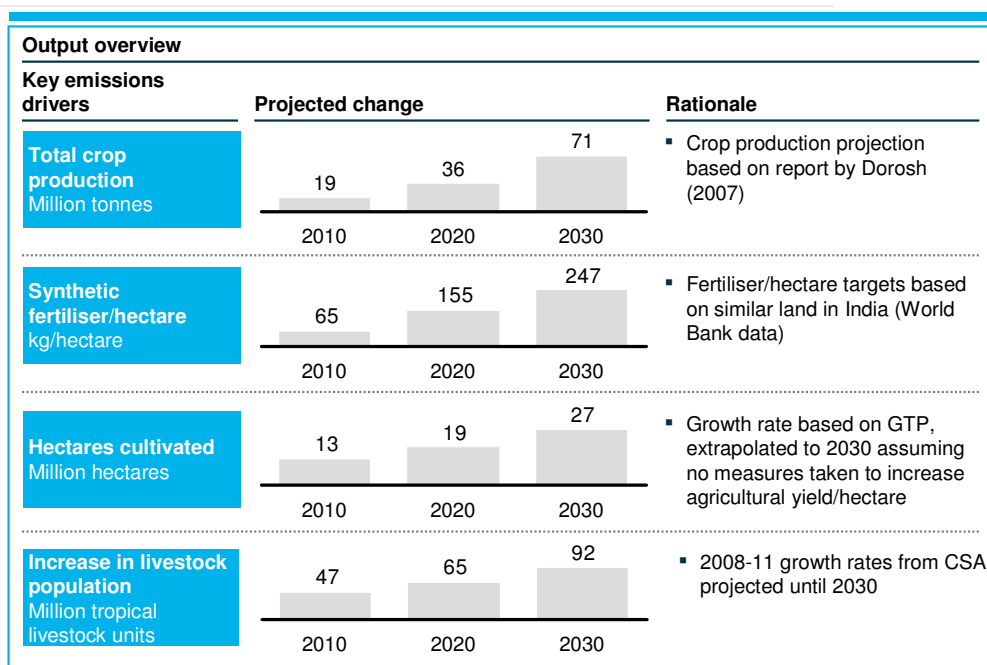 Output overview
Key emissions
drivers
Projected change
Rationale
Total crop
production
Million tonnes
19
36
71
2010
2020
2030
▪ Crop production projection
based on report by Dorosh
(2007)
Synthetic
fertiliser/hectare
kg/hectare
65
155
247
2010
2020
2030
▪ Fertiliser/hectare targets based
on similar land in India (World
Bank data)
Hectares cultivated
Million hectares
13
19
27
2010
2020
2030
▪ Growth rate based on GTP,
extrapolated to 2030 assuming
no measures taken to increase
agricultural yield/hectare
Increase in livestock
population
Million tropical
livestock units
47
65
92
2010
2020
2030
▪ 2008-11 growth rates from CSA
projected until 2030